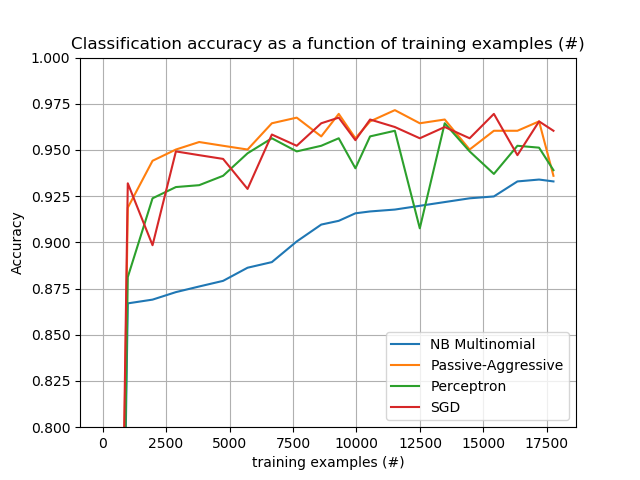 Classification accuracy as a function of training examples (#)
1.000
0.975
0.950
0.925
0.900
0.875
0.850
0.825
0.800
Accuracy
NB Multinomial
Passive-Aggressive
Perceptron
SGD
0 2500 5000 7500 10000 12500 15000 17500
training examples (#)